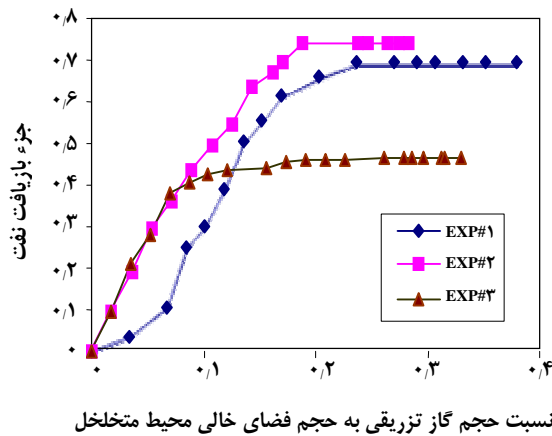 ۰/۸
۰/۷
۰/۶
۰/۵
۰/۴
۰/۳
۰/۲
۰/۱
۰
جزء بازیافت نفت
EXP#۱
EXP#۲
EXP#۳
۰ ۰/۱ ۰/۲ ۰/۳ ۰/۴
نسبت حجم گاز تزریقی به حجم فضای خالی محیط متخلخل